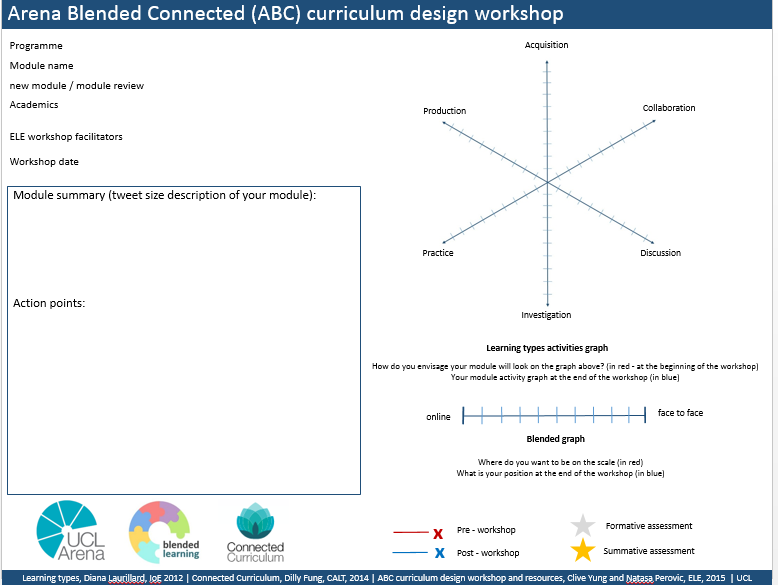 Arena Blended Connected (ABC) curriculum design workshop
Programme
Module name
new module / module review
Academics
ELE workshop facilitators
Workshop date
Module summary (tweet size description of your module):
Action points:
Acquisition
Collaboration
Discussion
Investigation
Practice
Production
Learning types activities graph
How do you envisage your module will look on the graph above? (in red - at the beginning of the workshop)
Your module activity graph at the end of the workshop (in blue)
online
face to face
Blended graph
Where do you want to be on the scale (in red)
What is your position at the end of the workshop (in blue)
UCL
Arena
blended
learning
Connected
Curriculum
X Pre - workshop
X Post - workshop
Formative assessment
Summative assessment
Learning types, Diana Laurillard, IoE 2012 | Connected Curriculum, Dilly Fung, CALT, 2014 | ABC curriculum design workshop and resources, Clive Yung and Natasa Perovic, ELE, 2015 | UCL